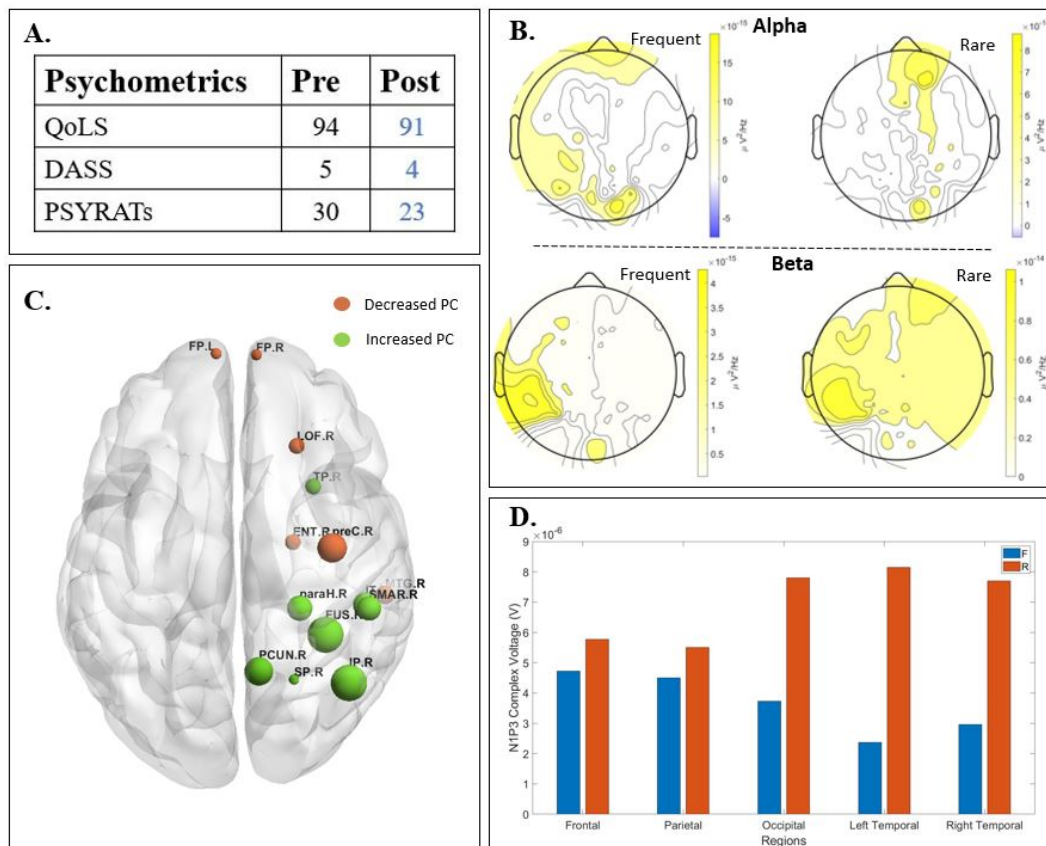 A.
Psychometrics Pre Post
QoLS 94 91
DASS 5 4
PSYRATs 30 23
B.
Alpha
Frequent
×10⁻¹⁵
15
10
5
0
-5
μ V²/Hz
Rare
×10⁻¹⁵
8
7
6
5
4
3
2
1
0
μ V²/Hz
Beta
Frequent
×10⁻¹⁵
4
3.5
3
2.5
2
1.5
1
0.5
μ V²/Hz
Rare
×10⁻¹⁴
1
0.8
0.6
0.4
0.2
0
μ V²/Hz
C.
Decreased PC
Increased PC
FP.L FP.R
LOF.R
TP.R
ENT.R preC.R
MTG.R
paraH.R SMAR.R
FUS.R
PCUN.R IP.R
SP.R
D.
×10⁻⁶
F
R
9
8
7
6
5
4
3
2
1
0
N1P3 Complex Voltage (V)
Frontal Parietal Occipital Left Temporal Right Temporal
Regions